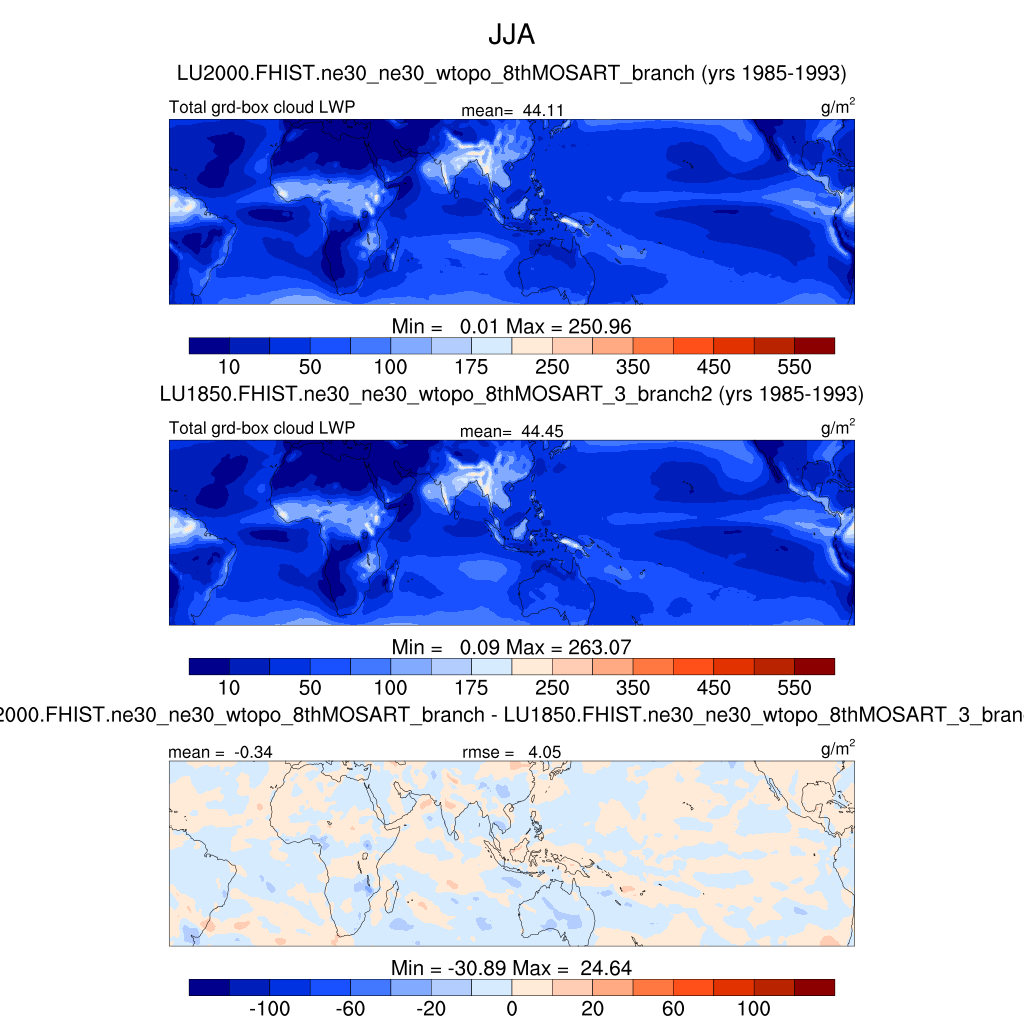 JJA
LU2000.FHIST.ne30_ne30_wtopo_8thMOSART_branch (yrs 1985-1993)
Total grd-box cloud LWP mean= 44.11 g/m2
Min = 0.01 Max = 250.96
10 50 100 175 250 350 450 550
LU1850.FHIST.ne30_ne30_wtopo_8thMOSART_3_branch2 (yrs 1985-1993)
Total grd-box cloud LWP mean= 44.45 g/m2
Min = 0.09 Max = 263.07
10 50 100 175 250 350 450 550
2000.FHIST.ne30_ne30_wtopo_8thMOSART_branch - LU1850.FHIST.ne30_ne30_wtopo_8thMOSART_3_bran
mean = -0.34 rmse = 4.05 g/m2
Min = -30.89 Max = 24.64
-100 -60 -20 0 20 60 100